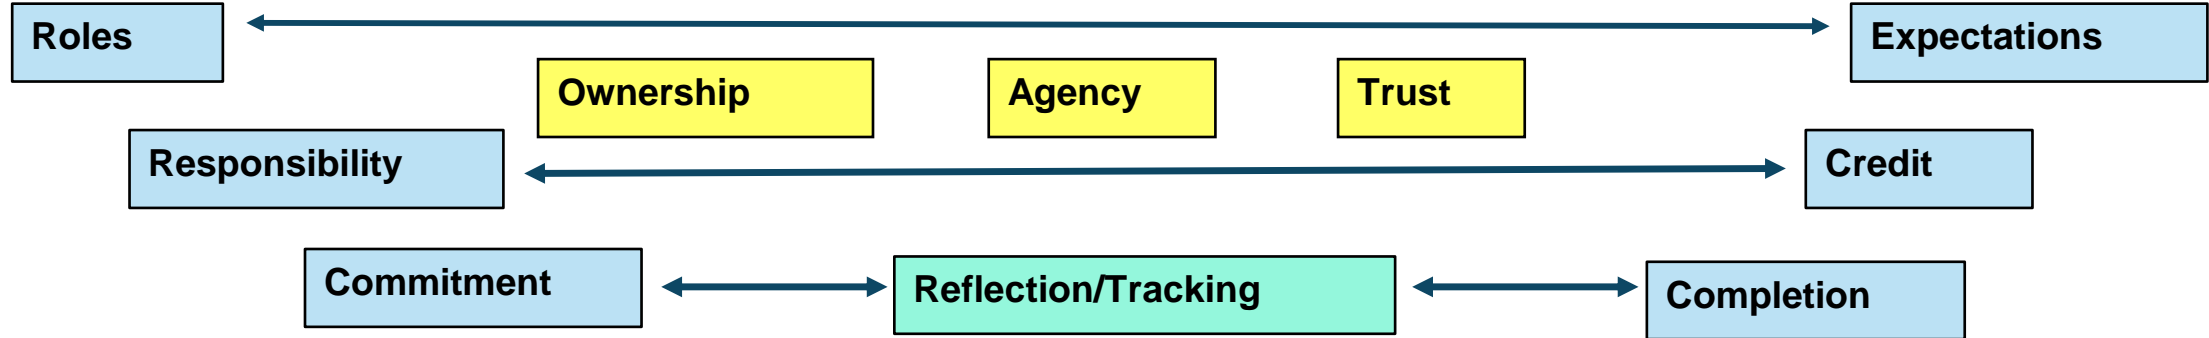 Roles
Expectations
Ownership
Agency
Trust
Responsibility
Credit
Commitment
Reflection/Tracking
Completion